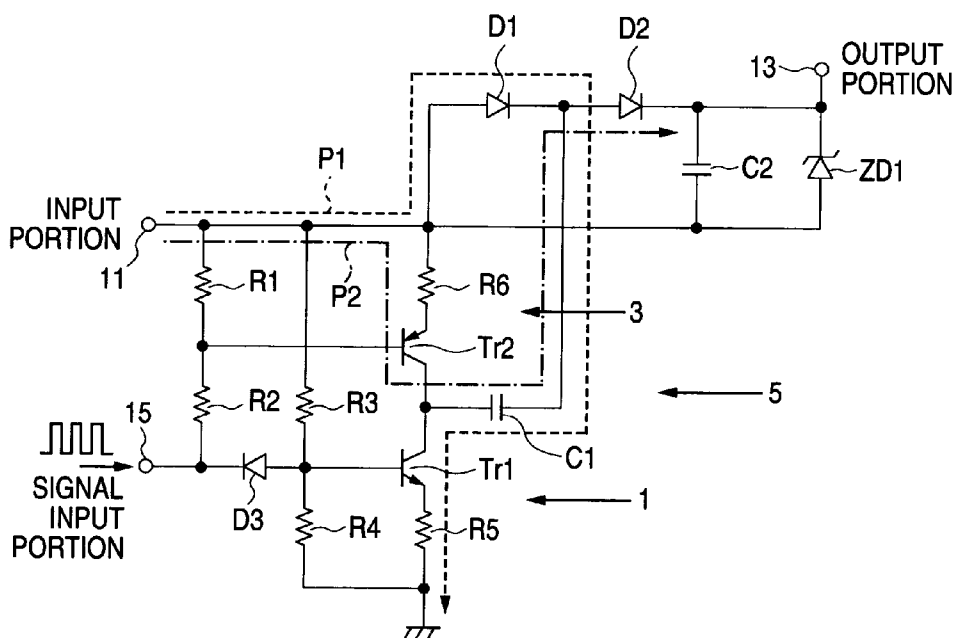 D1
D2
13
OUTPUT
PORTION
P1
C2
ZD1
INPUT
PORTION
11
R1
P2
R6
3
Tr2
R2
R3
5
15
C1
SIGNAL
INPUT
PORTION
D3
Tr1
R4
R5
1